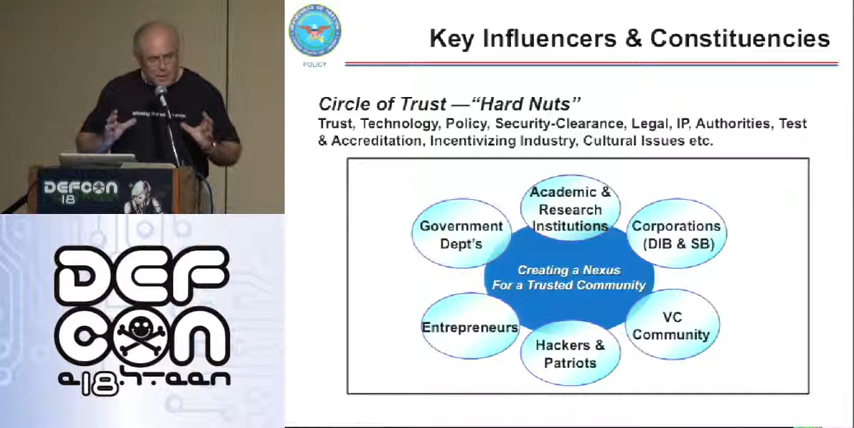 POLICY
Key Influencers & Constituencies
Circle of Trust —“Hard Nuts”
Trust, Technology, Policy, Security-Clearance, Legal, IP, Authorities, Test
& Accreditation, Incentivizing Industry, Cultural Issues etc.
Academic &
Research
Institutions
Government
Dept's
Corporations
(DIB & SB)
Creating a Nexus
For a Trusted Community
Entrepreneurs
VC
Community
Hackers &
Patriots
DEFCON
18
DEF
CON
e18hteen